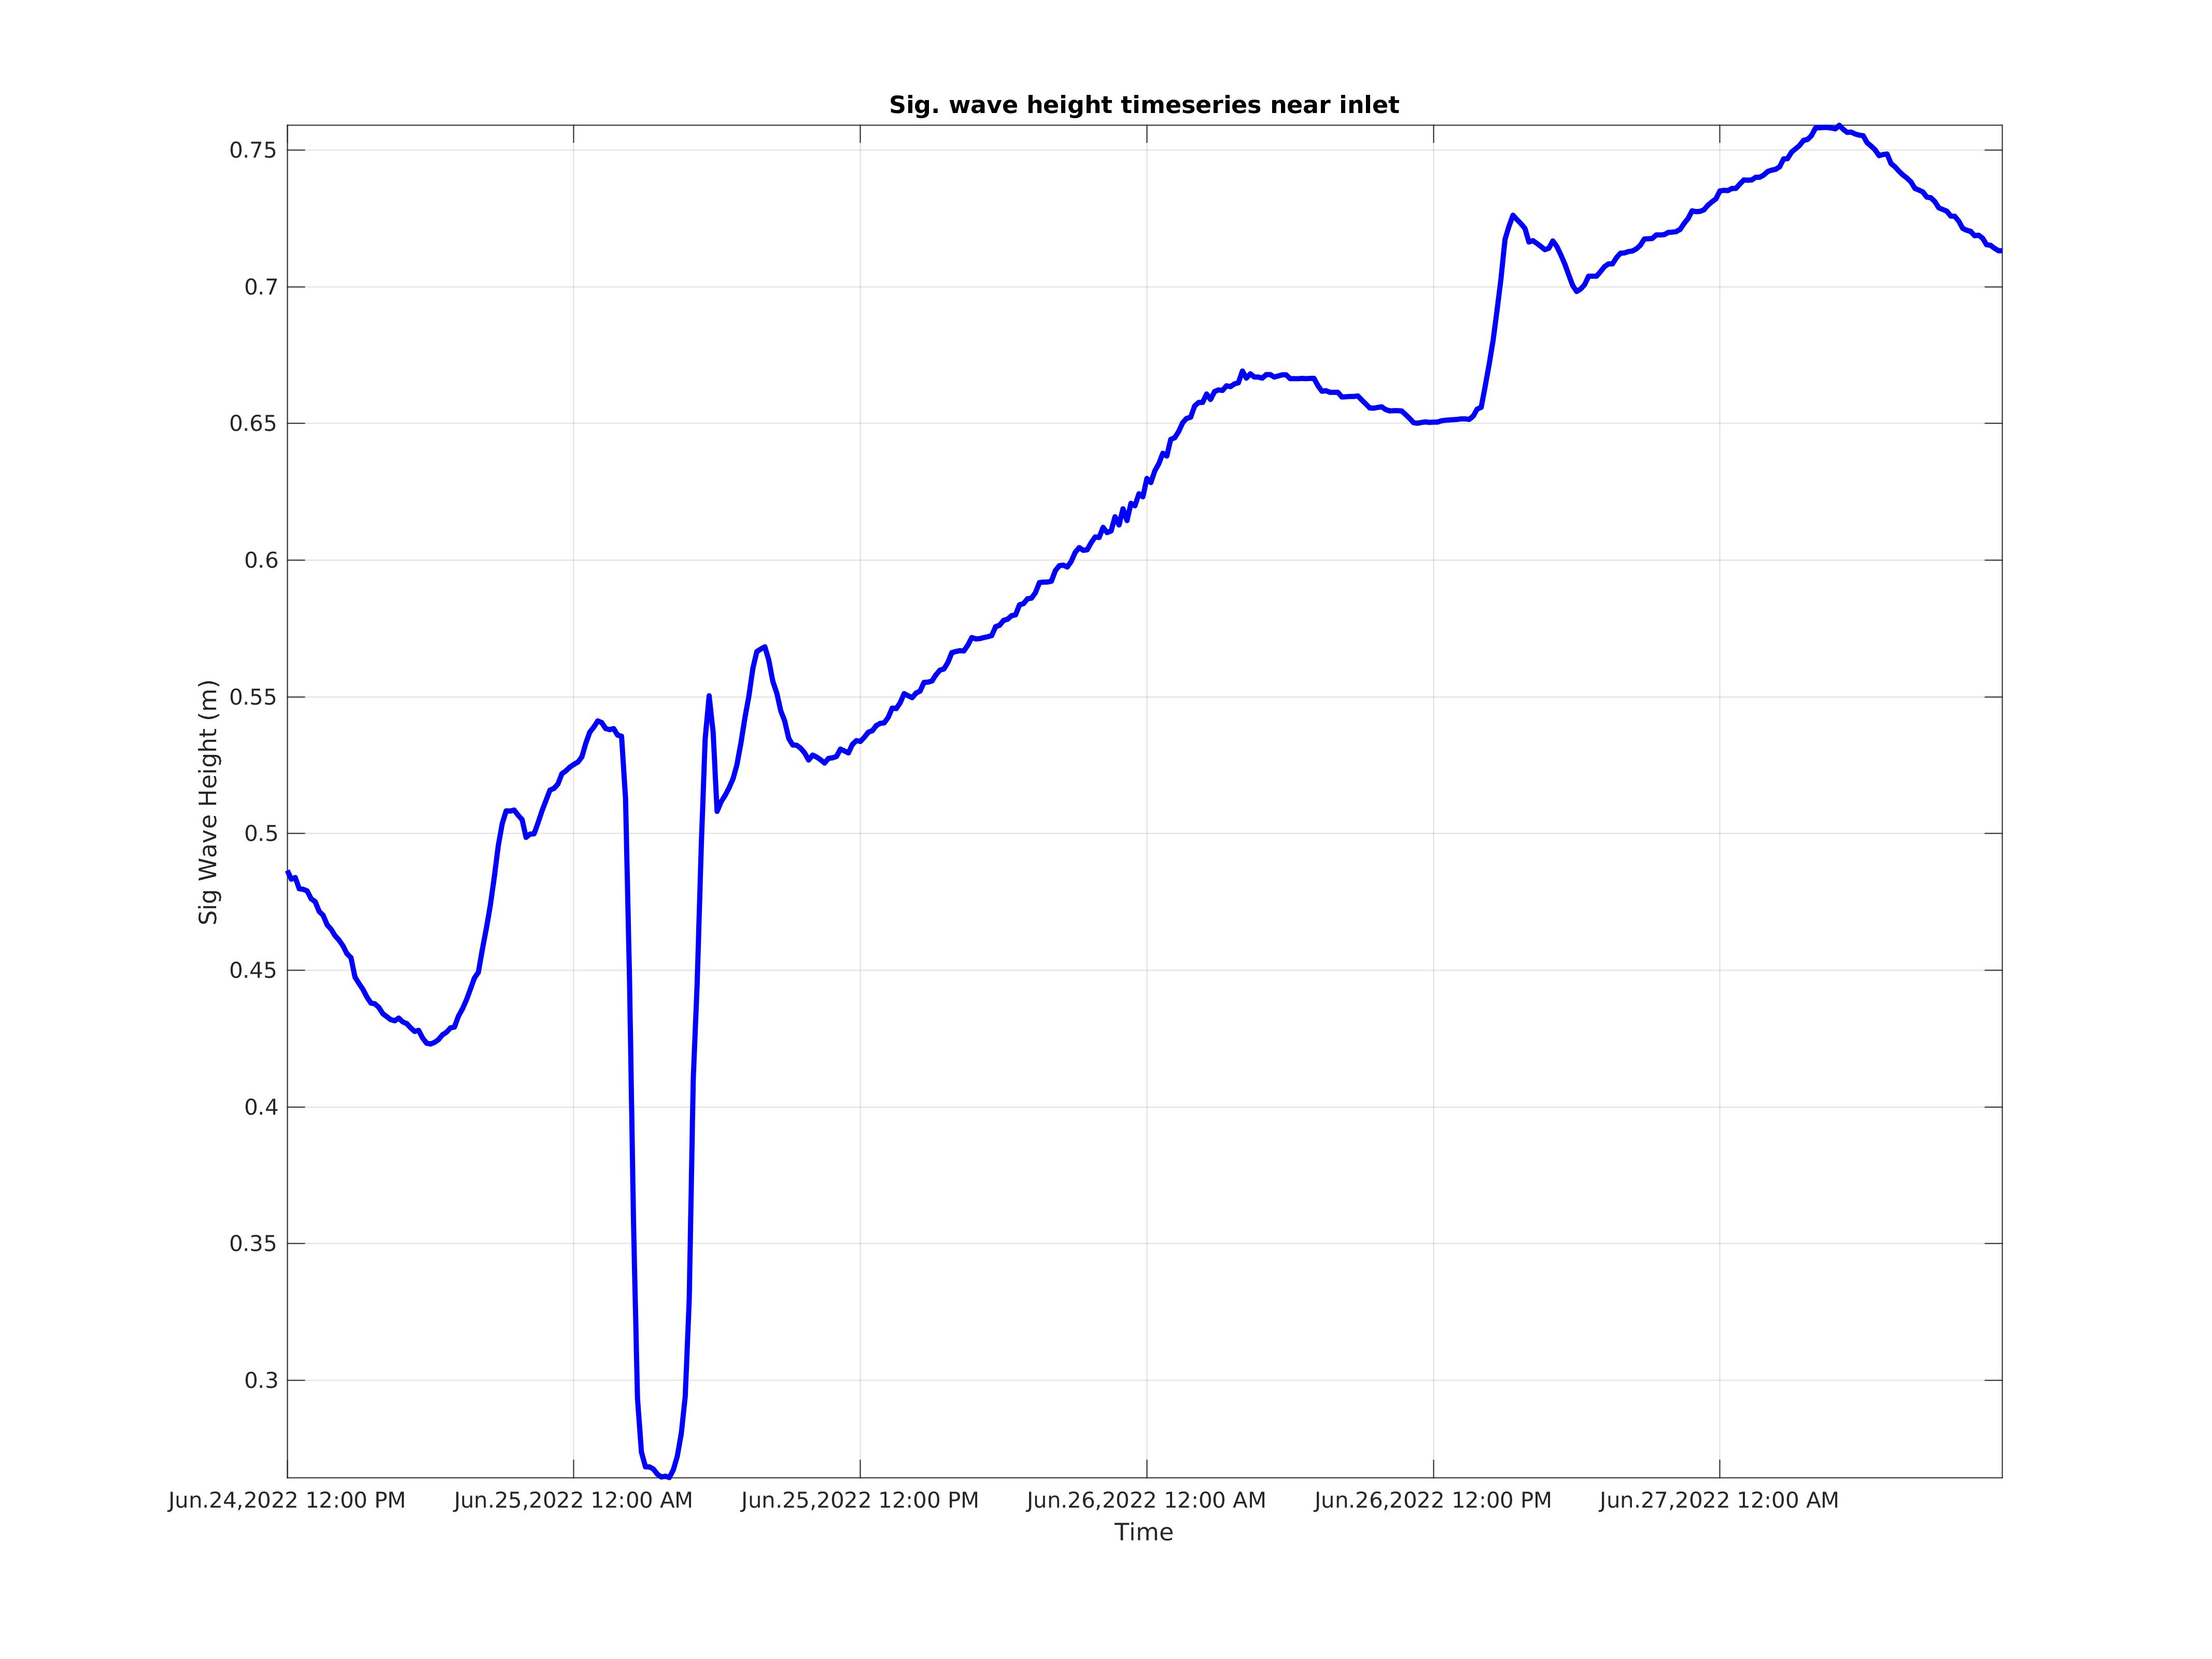 Sig. wave height timeseries near inlet
0.75
0.7
0.65
0.6
0.55
0.5
0.45
0.4
0.35
0.3
Sig Wave Height (m)
Jun.24,2022 12:00 PM
Jun.25,2022 12:00 AM
Jun.25,2022 12:00 PM
Jun.26,2022 12:00 AM
Jun.26,2022 12:00 PM
Jun.27,2022 12:00 AM
Time